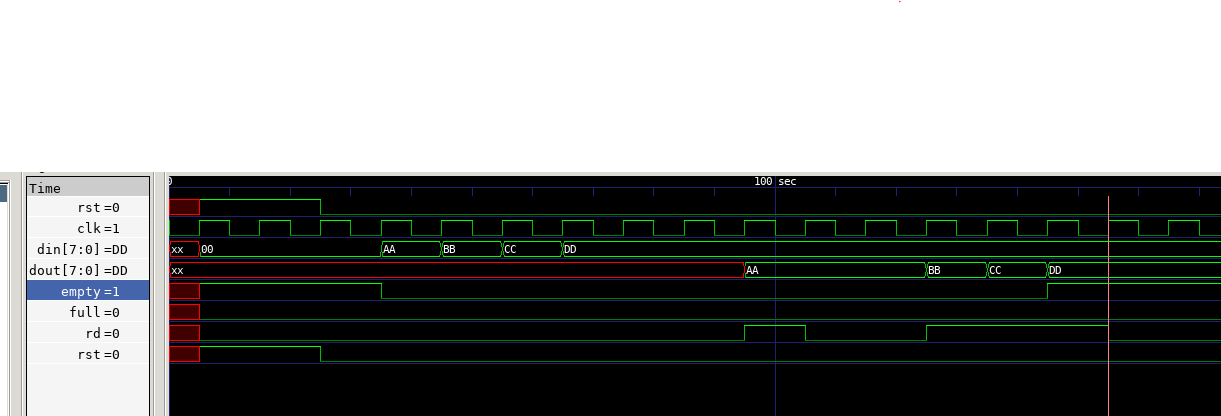 0 100 sec
Time
rst=0
clk=1
din[7:0]=DD xx 00 AA BB CC DD
dout[7:0]=DD xx AA BB CC DD
empty=1
full=0
rd=0
rst=0